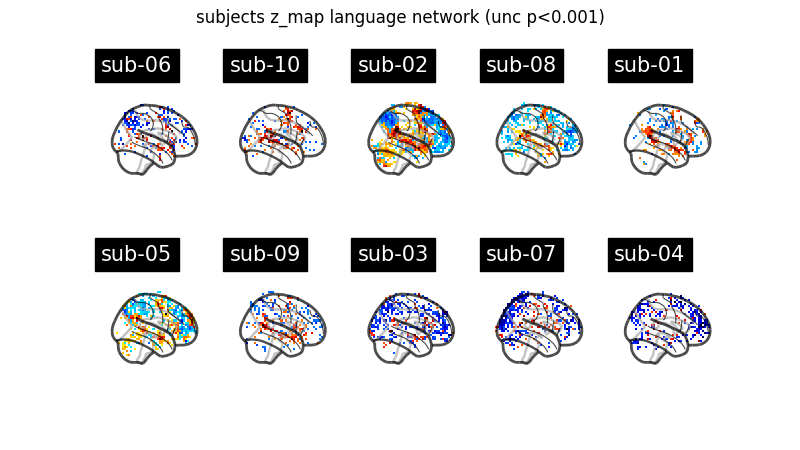 subjects z_map language network (unc p<0.001)
sub-06 sub-10 sub-02 sub-08 sub-01
sub-05 sub-09 sub-03 sub-07 sub-04